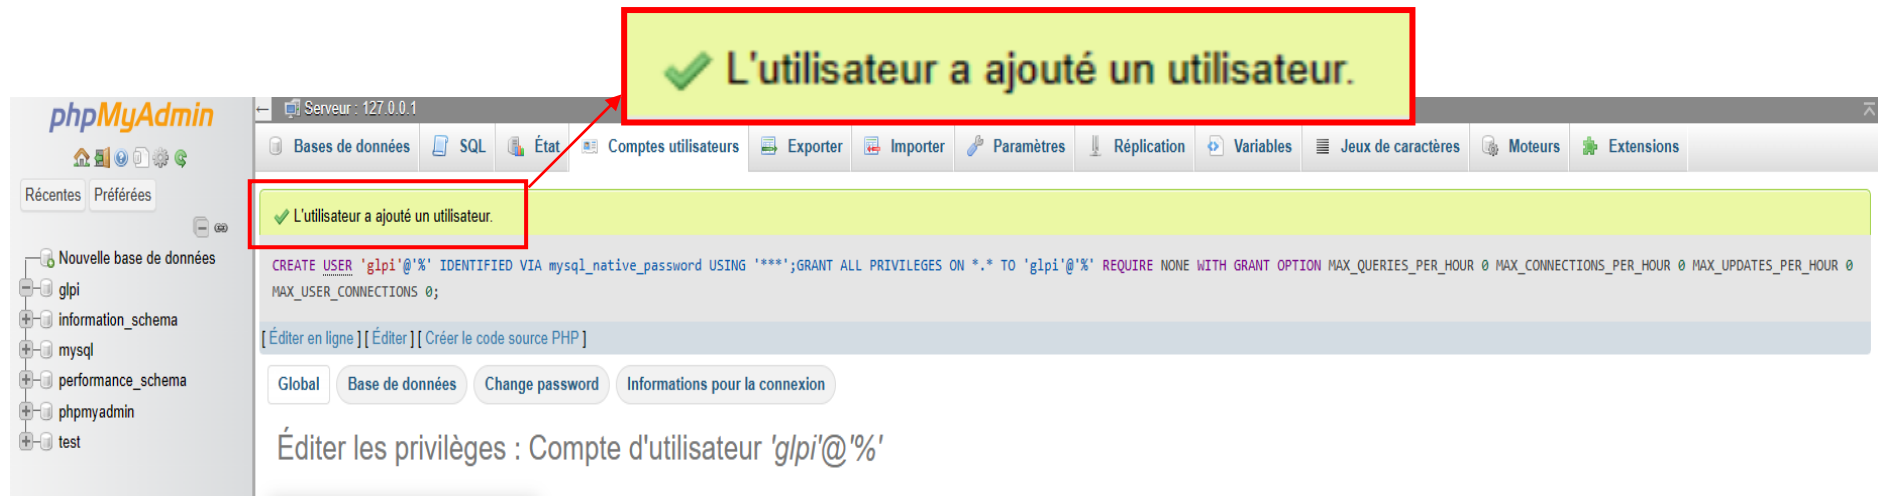 L'utilisateur a ajouté un utilisateur.
phpMyAdmin
Serveur : 127.0.0.1
Bases de données SQL État Comptes utilisateurs Exporter Importer Paramètres Réplication Variables Jeux de caractères Moteurs Extensions
Récentes Préférées
L'utilisateur a ajouté un utilisateur.
Nouvelle base de données
glpi
information_schema
mysql
performance_schema
phpmyadmin
test
CREATE USER 'glpi'@'%' IDENTIFIED VIA mysql_native_password USING '***';GRANT ALL PRIVILEGES ON *.* TO 'glpi'@'%' REQUIRE NONE WITH GRANT OPTION MAX_QUERIES_PER_HOUR 0 MAX_CONNECTIONS_PER_HOUR 0 MAX_UPDATES_PER_HOUR 0
MAX_USER_CONNECTIONS 0;
[ Éditer en ligne ] [ Éditer ] [ Créer le code source PHP ]
Global Base de données Change password Informations pour la connexion
Éditer les privilèges : Compte d'utilisateur 'glpi'@'%'